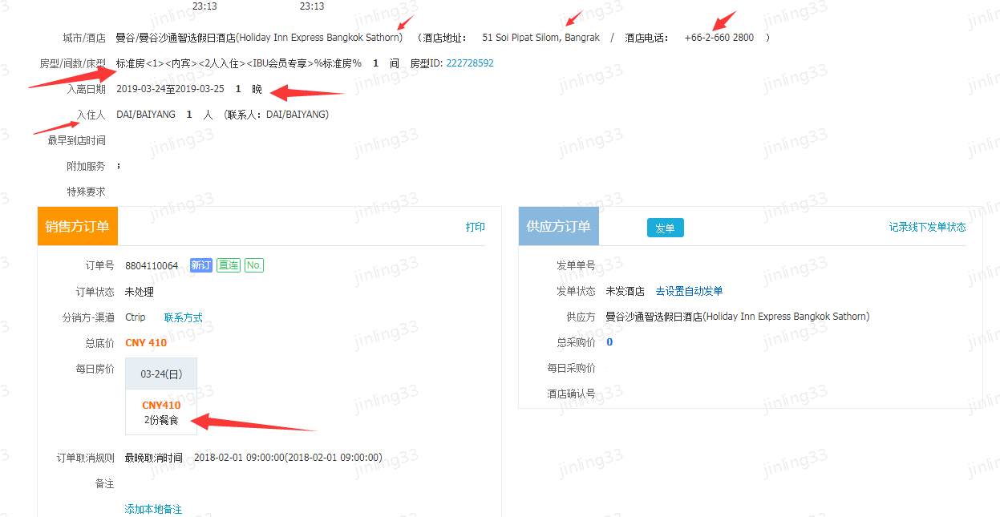 23:13 23:13
城市/酒店 曼谷/曼谷沙通智选假日酒店(Holiday Inn Express Bangkok Sathorn) （酒店地址： 51 Soi Pipat Silom, Bangrak / 酒店电话： +66-2-660 2800 ）
房型/间数/床型 标准房<1><内宾><2人入住><IBU会员专享>%标准房% 1 间 房型ID: 222728592
入离日期 2019-03-24至2019-03-25 1 晚
入住人 DAI/BAIYANG 1 人 (联系人：DAI/BAIYANG)
最早到店时间
附加服务 ；
特殊要求
销售方订单 打印
订单号 8804110064 新订 直连 No.
订单状态 未处理
分销方-渠道 Ctrip 联系方式
总底价 CNY 410
每日房价 03-24(日)
CNY410
2份餐食
订单取消规则 最晚取消时间 2018-02-01 09:00:00(2018-02-01 09:00:00)
备注
添加本地备注
供应方订单 发单 记录线下发单状态
发单单号
发单状态 未发酒店 去设置自动发单
供应方 曼谷沙通智选假日酒店(Holiday Inn Express Bangkok Sathorn)
总采购价 0
每日采购价
酒店确认号
jinling33